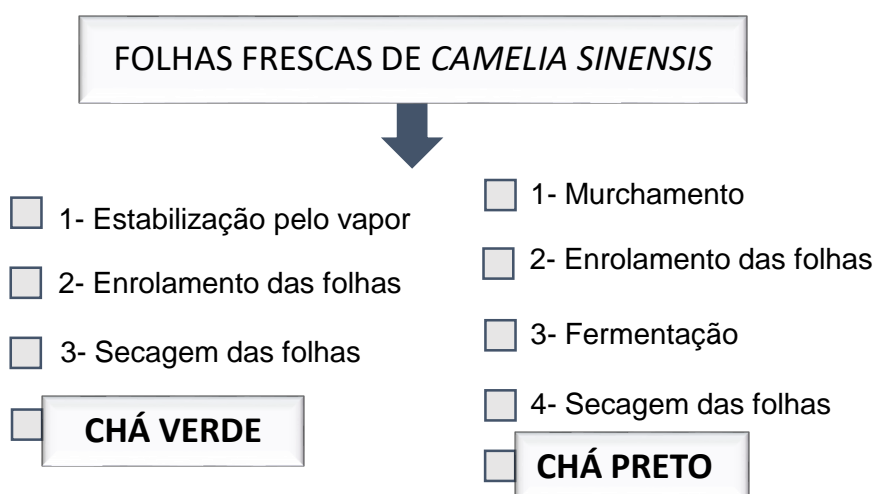 FOLHAS FRESCAS DE CAMELIA SINENSIS
1- Estabilização pelo vapor
2- Enrolamento das folhas
3- Secagem das folhas
CHÁ VERDE
1- Murchamento
2- Enrolamento das folhas
3- Fermentação
4- Secagem das folhas
CHÁ PRETO